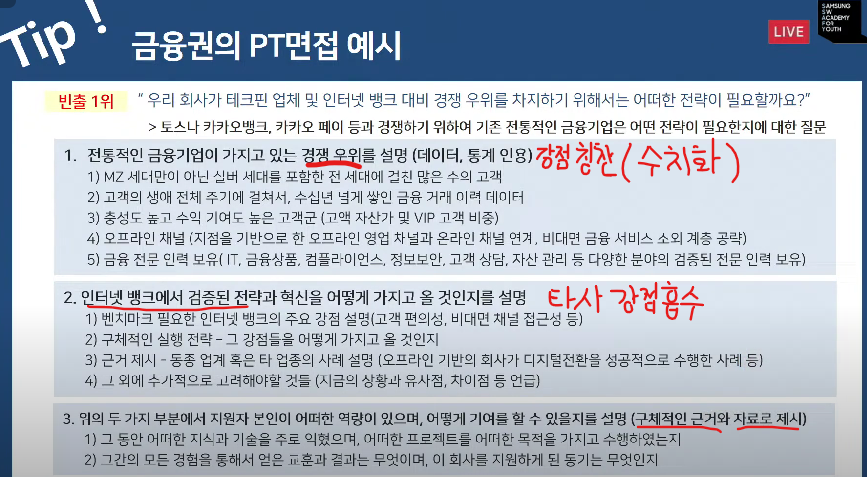 Tip!
금융권의 PT면접 예시
LIVE
SAMSUNG
SW
ACADEMY
FOR
YOUTH
빈출 1위 “ 우리 회사가 테크핀 업체 및 인터넷 뱅크 대비 경쟁 우위를 차지하기 위해서는 어떠한 전략이 필요할까요?”
> 토스나 카카오뱅크, 카카오 페이 등과 경쟁하기 위하여 기존 전통적인 금융기업은 어떤 전략이 필요한지에 대한 질문
1. 전통적인 금융기업이 가지고 있는 경쟁 우위를 설명 (데이터, 통계 인용) 강점 칭찬 (수치화)
1) MZ 세더만이 아닌 실버 세대를 포함한 전 세대에 걸친 많은 수의 고객
2) 고객의 생애 전체 주기에 걸쳐서, 수십년 넘게 쌓인 금융 거래 이력 데이터
3) 충성도 높고 수익 기여도 높은 고객군 (고액 자산가 및 VIP 고객 비중)
4) 오프라인 채널 (지점을 기반으로 한 오프라인 영업 채널과 온라인 채널 연계, 비대면 금융 서비스 소외 계층 공략)
5) 금융 전문 인력 보유( IT, 금융상품, 컴플라이언스, 정보보안, 고객 상담, 자산 관리 등 다양한 분야의 검증된 전문 인력 보유)
2. 인터넷 뱅크에서 검증된 전략과 혁신을 어떻게 가지고 올 것인지를 설명 타사 강점흡수
1) 벤치마크 필요한 인터넷 뱅크의 주요 강점 설명(고객 편의성, 비대면 채널 접근성 등)
2) 구체적인 실행 전략 – 그 강점들을 어떻게 가지고 올 것인지
3) 근거 제시 – 동종 업계 혹은 타 업종의 사례 설명 (오프라인 기반의 회사가 디지털전환을 성공적으로 수행한 사례 등)
4) 그 외에 추가적으로 고려해야할 것들 (지금의 상황과 유사점, 차이점 등 언급)
3. 위의 두 가지 부분에서 지원자 본인이 어떠한 역량이 있으며, 어떻게 기여를 할 수 있을지를 설명 (구체적인 근거와 자료로 제시)
1) 그 동안 어떠한 지식과 기술을 주로 익혔으며, 어떠한 프로젝트를 어떠한 목적을 가지고 수행하였는지
2) 그간의 모든 경험을 통해서 얻은 교훈과 결과는 무엇이며, 이 회사를 지원하게 된 동기는 무엇인지